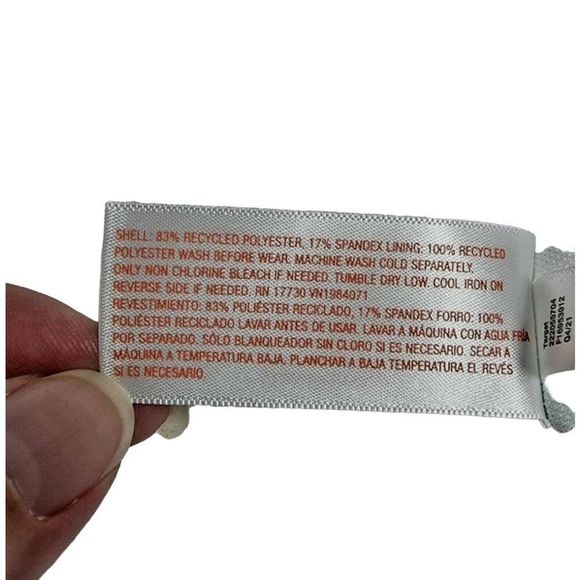 SHELL: 83% RECYCLED POLYESTER, 17% SPANDEX LINING: 100% RECYCLED
POLYESTER WASH BEFORE WEAR. MACHINE WASH COLD SEPARATELY.
ONLY NON CHLORINE BLEACH IF NEEDED. TUMBLE DRY LOW. COOL IRON ON
REVERSE SIDE IF NEEDED. RN 17730 VN1984071
REVESTIMIENTO: 83% POLIÉSTER RECICLADO, 17% SPANDEX FORRO: 100%
POLIÉSTER RECICLADO LAVAR ANTES DE USAR. LAVAR A MÁQUINA CON AGUA FRÍA
POR SEPARADO. SÓLO BLANQUEADOR SIN CLORO SI ES NECESARIO. SECAR A
MÁQUINA A TEMPERATURA BAJA. PLANCHAR A BAJA TEMPERATURA EL REVÉS
SI ES NECESARIO.
Target
222055704
F16953912
Q4/21